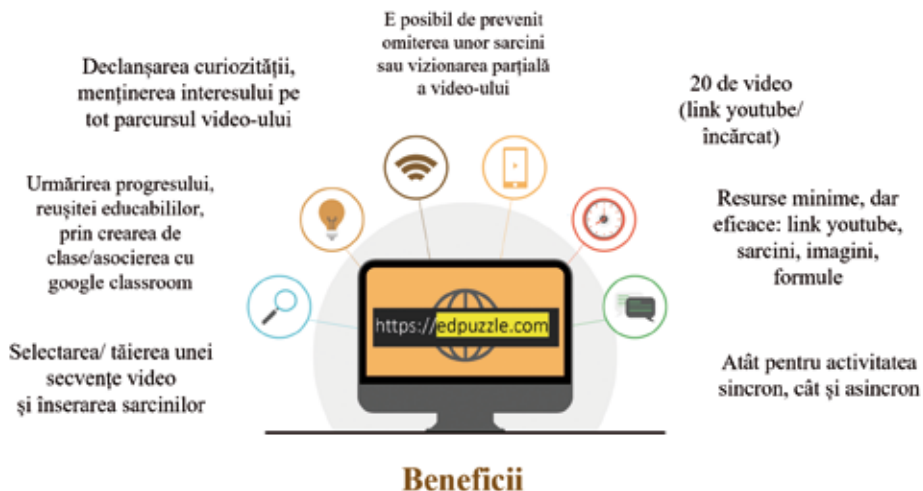 E posibil de prevenit
omiterea unor sarcini
sau vizionarea parțială
a video-ului
Declanșarea curiozității,
menținerea interesului pe
tot parcursul video-ului
20 de video
(link youtube/
încărcat)
Urmărirea progresului,
reușitei educabililor,
prin crearea de
clase/asocierea cu
google classroom
Resurse minime, dar
eficace: link youtube,
sarcini, imagini,
formule
https://edpuzzle.com
Selectarea/ tăierea unei
secvențe video
și înserarea sarcinilor
Atât pentru activitatea
sincron, cât și asincron
Beneficii